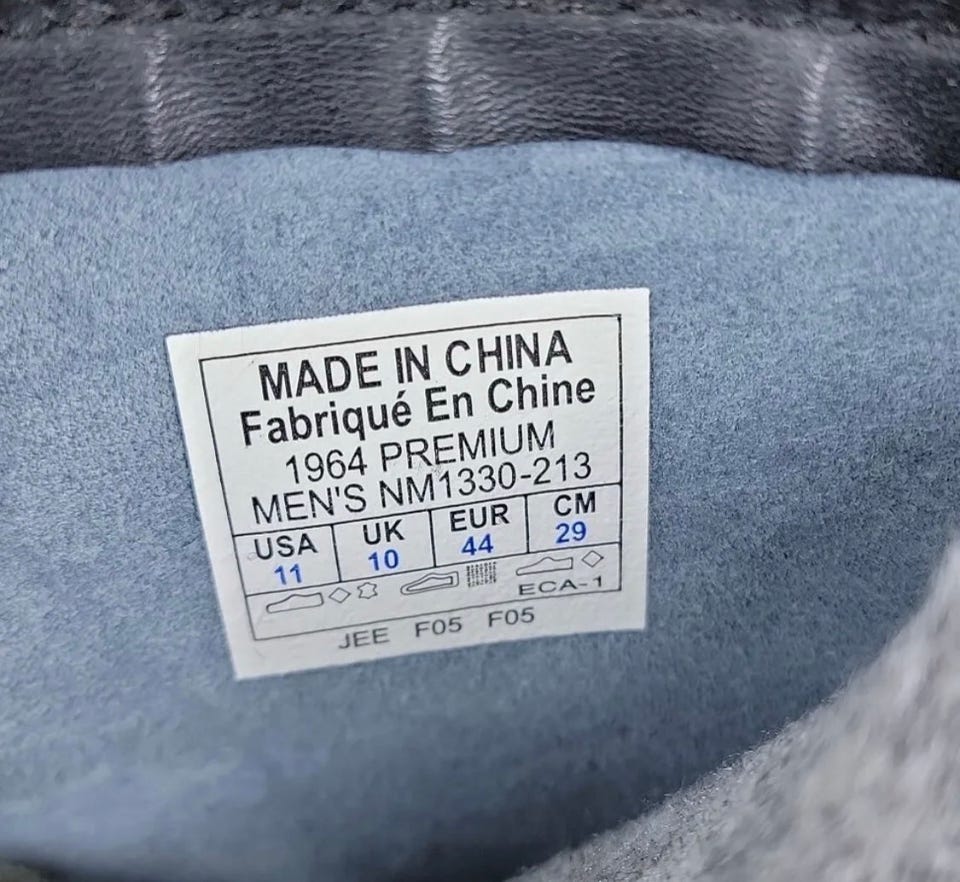 MADE IN CHINA
Fabriqué En Chine
1964 PREMIUM
MEN'S NM1330-213
USA UK EUR CM
11 10 44 29
ECA-1
JEE F05 F05